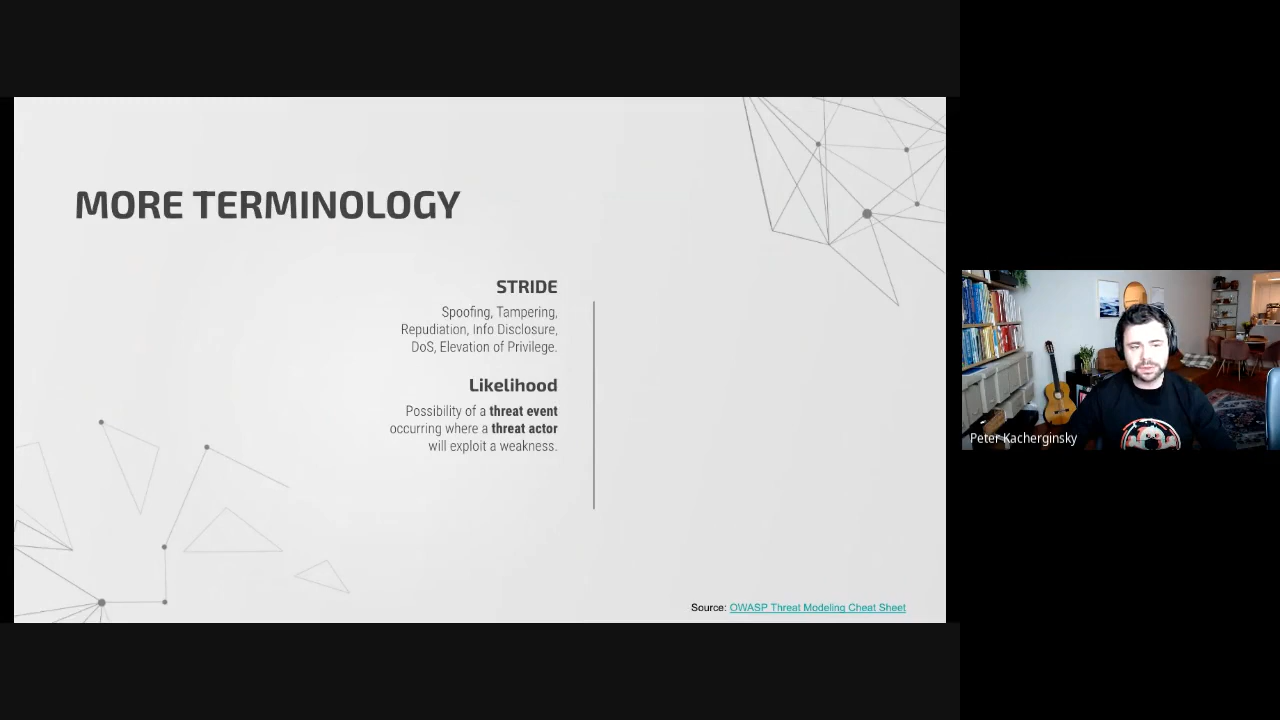 MORE TERMINOLOGY
STRIDE
Spoofing, Tampering,
Repudiation, Info Disclosure,
DoS, Elevation of Privilege.
Likelihood
Possibility of a threat event
occurring where a threat actor
will exploit a weakness.
Source: OWASP Threat Modeling Cheat Sheet
Peter Kacherginsky